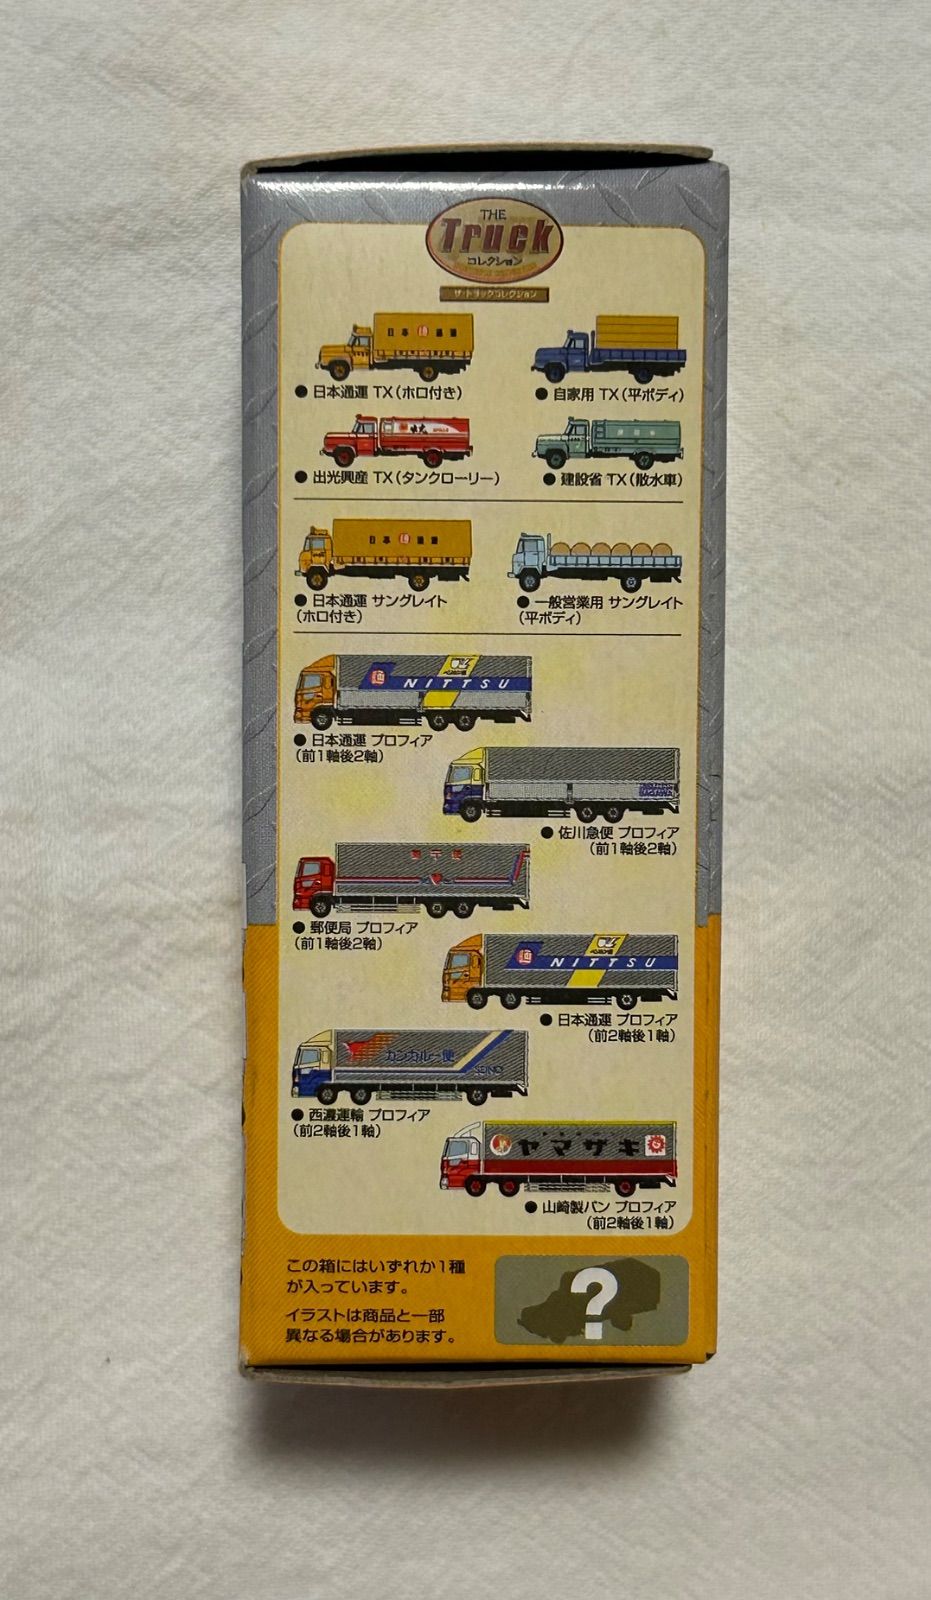 THE
Truck
コレクション
ザ・トラックコレクション
日本通運
● 日本通運 TX(ホロ付き)
● 自家用 TX(平ボディ)
● 出光興産 TX(タンクローリー)
● 建設省 TX(散水車)
日本通運
● 日本通運 サングレイト
(ホロ付き)
● 一般営業用 サングレイト
(平ボディ)
NITTSU
● 日本通運 プロフィア
(前1軸後2軸)
● 佐川急便 プロフィア
(前1軸後2軸)
● 郵便局 プロフィア
(前1軸後2軸)
NITTSU
● 日本通運 プロフィア
(前2軸後1軸)
カンガルー便
SEINO
● 西濃運輸 プロフィア
(前2軸後1軸)
ヤマザキ
● 山崎製パン プロフィア
(前2軸後1軸)
この箱にはいずれか1種
が入っています。
イラストは商品と一部
異なる場合があります。
?